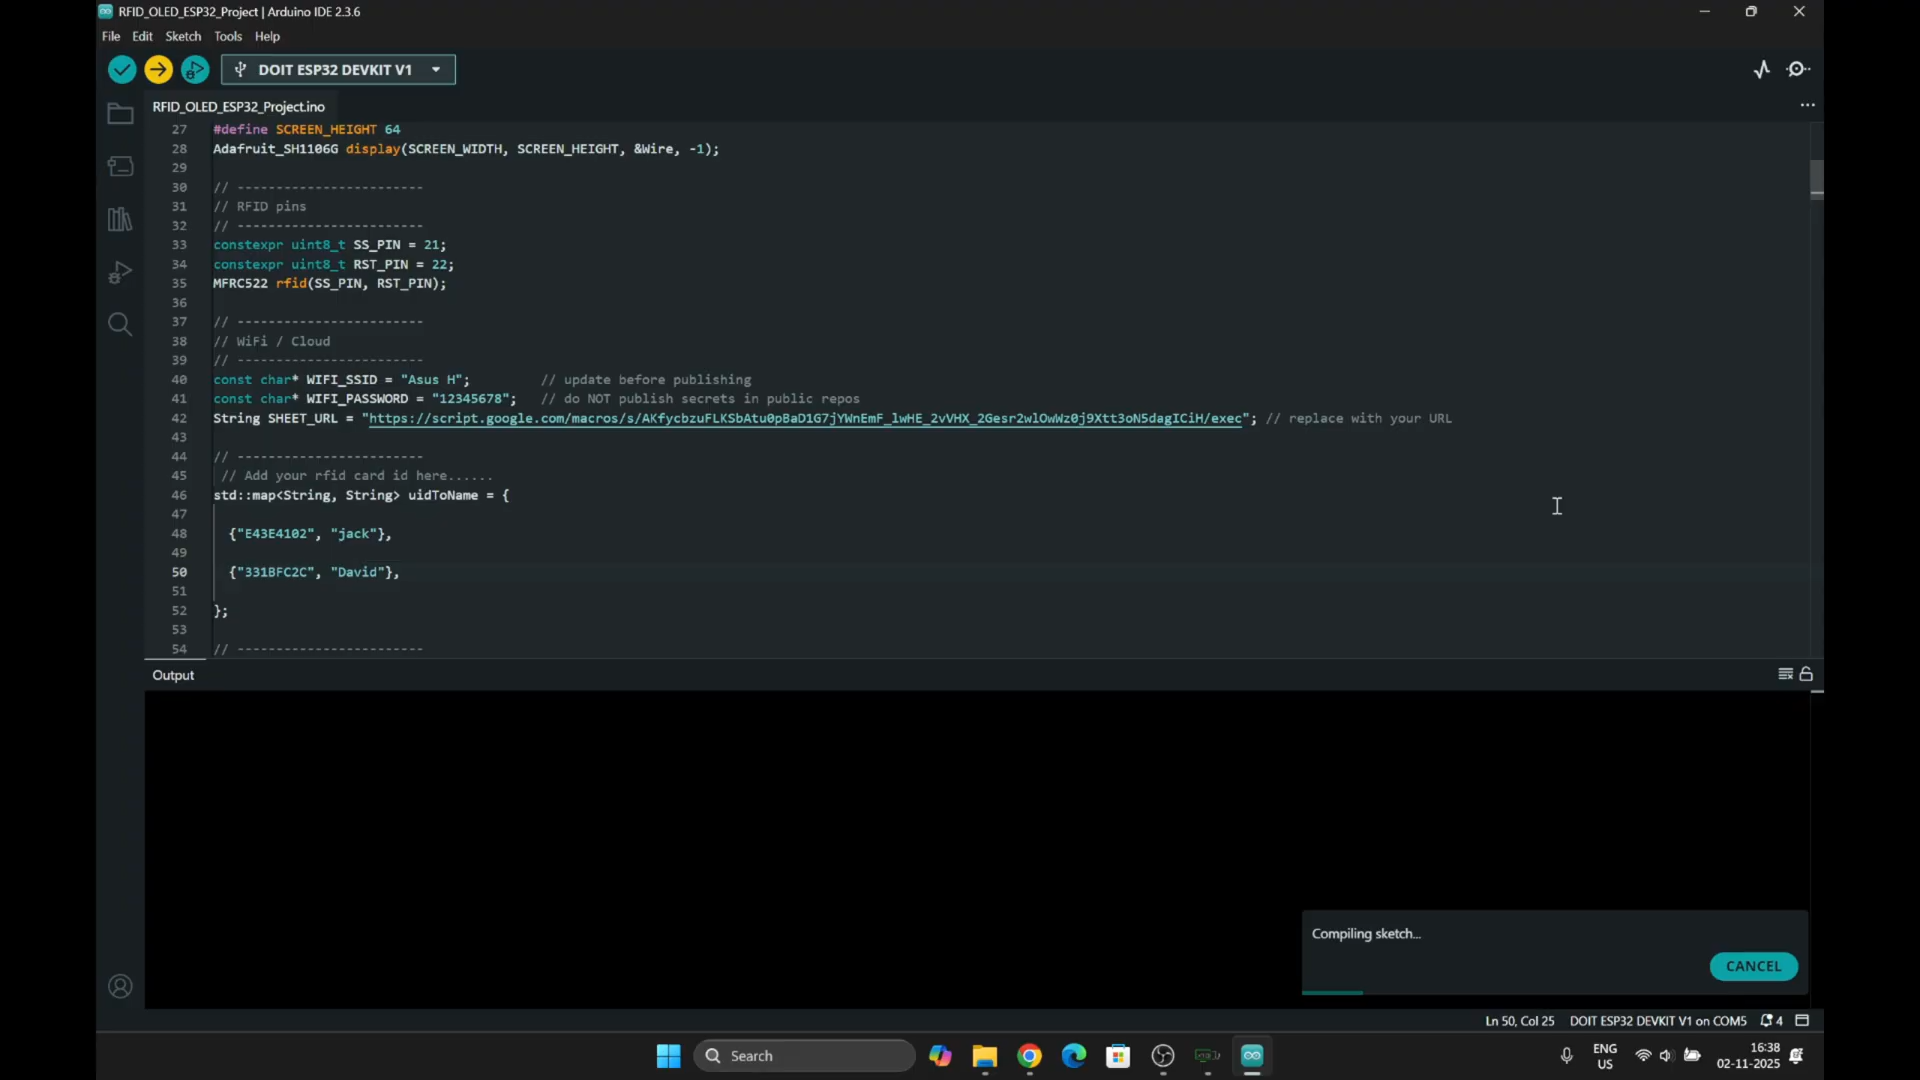 RFID_OLED_ESP32_Project | Arduino IDE 2.3.6
File Edit Sketch Tools Help
DOIT ESP32 DEVKIT V1
RFID_OLED_ESP32_Project.ino
27 #define SCREEN_HEIGHT 64
28 Adafruit_SH1106G display(SCREEN_WIDTH, SCREEN_HEIGHT, &Wire, -1);
29
30 // ------------------------
31 // RFID pins
32 // ------------------------
33 constexpr uint8_t SS_PIN = 21;
34 constexpr uint8_t RST_PIN = 22;
35 MFRC522 rfid(SS_PIN, RST_PIN);
36
37 // ------------------------
38 // WiFi / Cloud
39 // ------------------------
40 const char* WIFI_SSID = "Asus H"; // update before publishing
41 const char* WIFI_PASSWORD = "12345678"; // do NOT publish secrets in public repos
42 String SHEET_URL = "https://script.google.com/macros/s/AKfycbzuFLKSbAtu0pBaD1G7jYWnEmF_lwHE_2vVHX_2Gesr2wlOwWz0j9Xtt3oN5dagICiH/exec"; // replace with your URL
43
44 // ------------------------
45 // Add your rfid card id here......
46 std::map<String, String> uidToName = {
47
48 {"E43E4102", "jack"},
49
50 {"331BFC2C", "David"},
51
52 };
53
54 // ------------------------
Output
Compiling sketch...
CANCEL
Ln 50, Col 25 DOIT ESP32 DEVKIT V1 on COM5 4
Search
ENG
US
16:38
02-11-2025